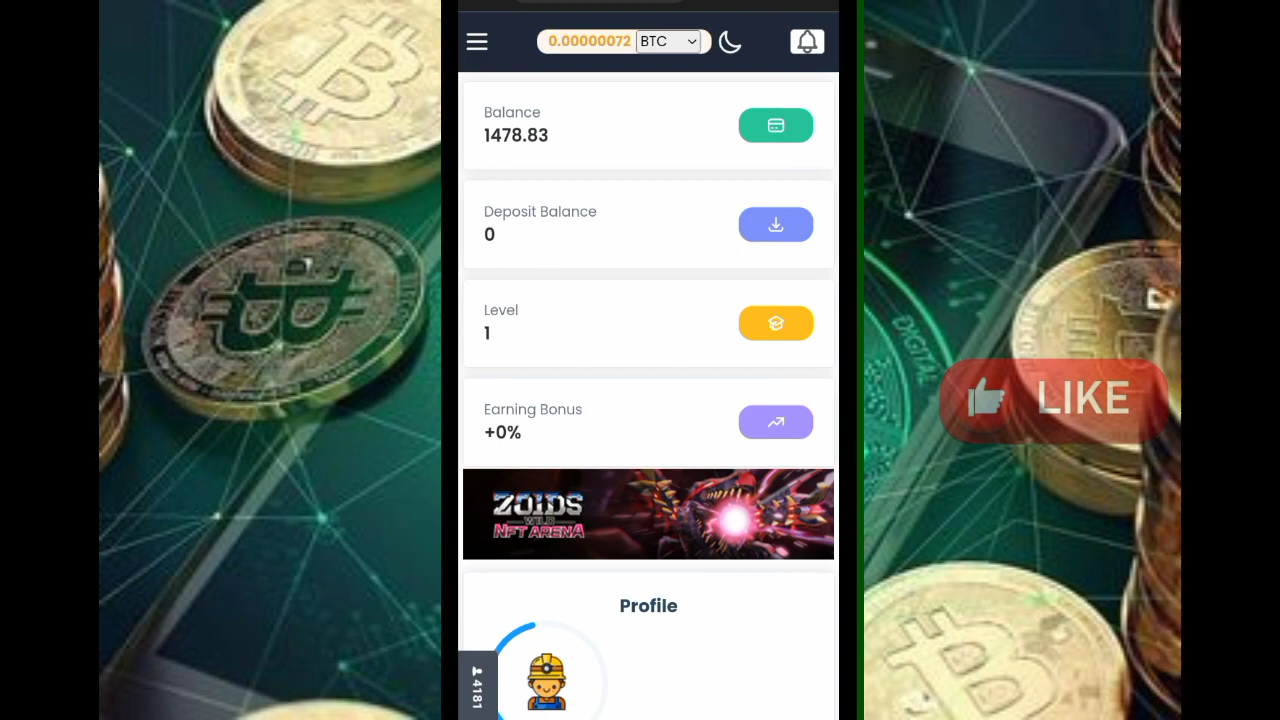 0.00000072 BTC
Balance
1478.83
Deposit Balance
0
Level
1
Earning Bonus
+0%
ZOIDS
WILD
NFT ARENA
Profile
4181
DIGITAL
LIKE